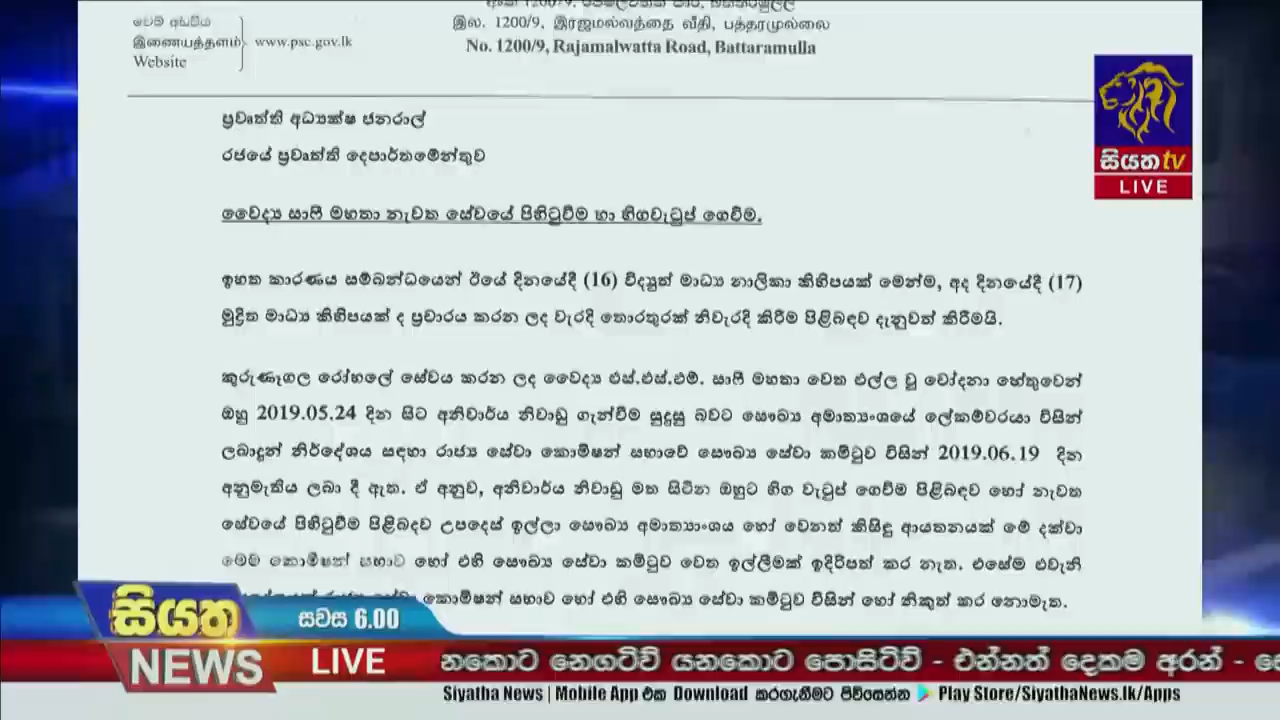 වෙබ් අඩවිය
இணையத்தளம்
Website
www.psc.gov.lk
இல. 1200/9, இரஜமல்வத்தை வீதி, பத்தரமுல்லை
No. 1200/9, Rajamalwatta Road, Battaramulla
ප්‍රවෘත්ති අධ්‍යක්ෂ ජනරාල්
රජයේ ප්‍රවෘත්ති දෙපාර්තමේන්තුව
වෛද්‍ය සාෆි මහතා නැවත සේවයේ පිහිටුවීම හා හිඟවැටුප් ගෙවීම.
ඉහත කාරණය සම්බන්ධයෙන් ඊයේ දිනයේදී (16) විද්‍යුත් මාධ්‍ය නාලිකා කිහිපයක් මෙන්ම, අද දිනයේදී (17)
මුද්‍රිත මාධ්‍ය කිහිපයක් ද ප්‍රචාරය කරන ලද වැරදි තොරතුරක් නිවැරදි කිරීම පිළිබඳව දැනුවත් කිරීමයි.
කුරුණෑගල රෝහලේ සේවය කරන ලද වෛද්‍ය එස්.එස්.එම්. සාෆි මහතා වෙත එල්ල වූ චෝදනා හේතුවෙන්
ඔහු 2019.05.24 දින සිට අනිවාර්ය නිවාඩු ගැන්වීම සුදුසු බවට සෞඛ්‍ය අමාත්‍යංශයේ ලේකම්වරයා විසින්
ලබාදුන් නිර්දේශය සඳහා රාජ්‍ය සේවා කොමිෂන් සභාවේ සෞඛ්‍ය සේවා කමිටුව විසින් 2019.06.19 දින
අනුමැතිය ලබා දී ඇත. ඒ අනුව, අනිවාර්ය නිවාඩු මත සිටින ඔහුට හිඟ වැටුප් ගෙවීම පිළිබඳව හෝ නැවත
සේවයේ පිහිටුවීම පිළිබදව උපදෙස් ඉල්ලා සෞඛ්‍ය අමාත්‍යාංශය හෝ වෙනත් කිසිඳු ආයතනයක් මේ දක්වා
මෙම කොමිෂන් සභාව හෝ එහි සෞඛ්‍ය සේවා කමිටුව වෙත ඉල්ලීමක් ඉදිරිපත් කර නැත. එසේම එවැනි
කොමිෂන් සභාව හෝ එහි සෞඛ්‍ය සේවා කමිටුව විසින් හෝ නිකුත් කර නොමැත.
සියත tv
LIVE
සියත
NEWS
සවස 6.00
LIVE
නකොට නෙගටිව් යනකොට පොසිටිව් - එන්නත් දෙකම අරන් -
Siyatha News | Mobile App එක Download කරගැනීමට පිවිසෙන්න Play Store/SiyathaNews.lk/Apps